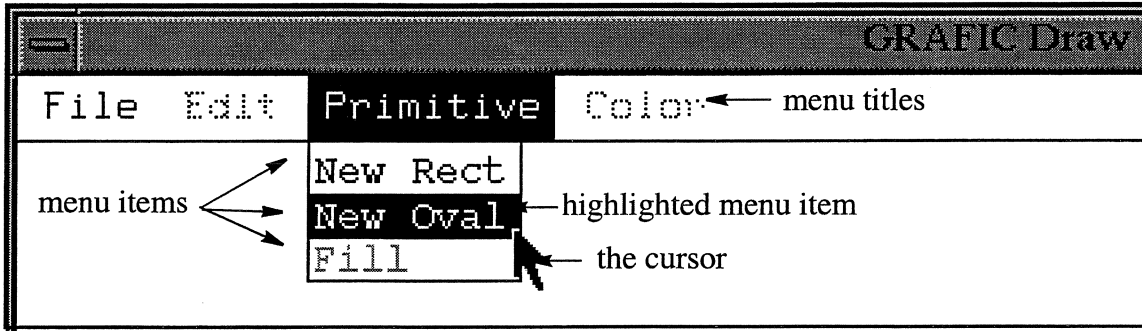 GRAFIC Draw
File Edit Primitive Color menu titles
New Rect
menu items New Oval highlighted menu item
Fill the cursor